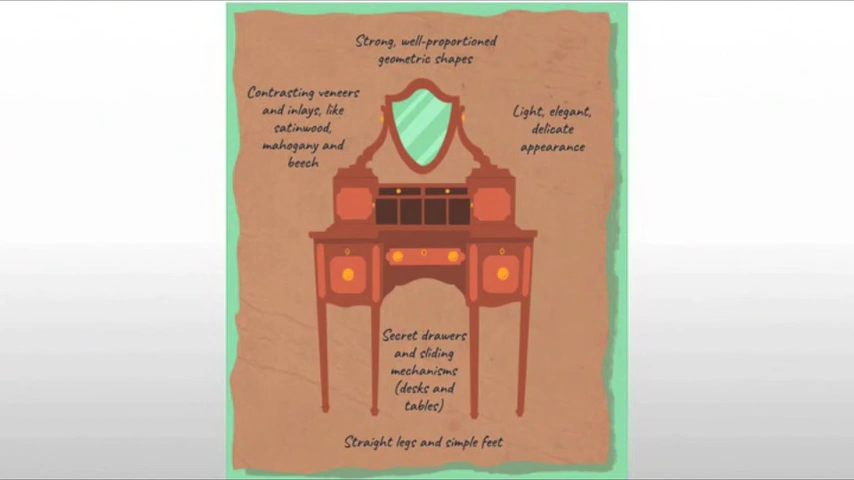 Strong, well-proportioned
geometric shapes
Contrasting veneers
and inlays, like
satinwood,
mahogany and
beech
Light, elegant,
delicate
appearance
Secret drawers
and sliding
mechanisms
(desks and
tables)
Straight legs and simple feet